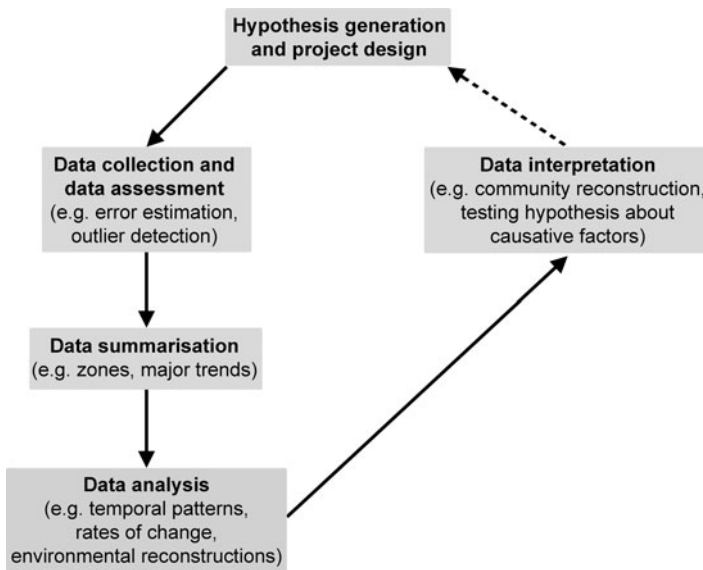 Hypothesis generation
and project design
Data collection and
data assessment
(e.g. error estimation,
outlier detection)
Data summarisation
(e.g. zones, major trends)
Data analysis
(e.g. temporal patterns,
rates of change,
environmental reconstructions)
Data interpretation
(e.g. community reconstruction,
testing hypothesis about
causative factors)